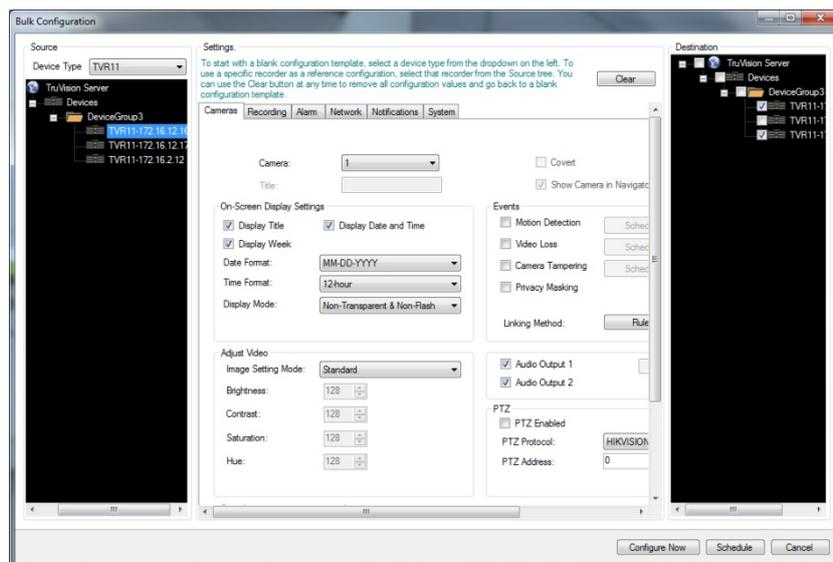 Bulk Configuration
Source
Device Type TVR11
TruVision Server
Devices
DeviceGroup3
TVR11-172.16.12.16
TVR11-172.16.12.17
TVR11-172.16.2.12
Settings.
To start with a blank configuration template, select a device type from the dropdown on the left. To
use a specific recorder as a reference configuration, select that recorder from the Source tree. You
can use the Clear button at any time to remove all configuration values and go back to a blank
configuration template.
Clear
Cameras Recording Alarm Network Notifications System
Camera: 1
Covert
Title:
Show Camera in Navigato
On-Screen Display Settings
Display Title Display Date and Time
Display Week
Date Format: MM-DD-YYYY
Time Format: 12-hour
Display Mode: Non-Transparent & Non-Flash
Events
Motion Detection Sched
Video Loss Sched
Camera Tampering Sched
Privacy Masking
Linking Method: Rule
Adjust Video
Image Setting Mode: Standard
Brightness: 128
Contrast: 128
Saturation: 128
Hue: 128
Audio Output 1
Audio Output 2
PTZ
PTZ Enabled
PTZ Protocol: HIKVISION
PTZ Address: 0
Destination
TruVision Server
Devices
DeviceGroup3
TVR11-17
TVR11-17
TVR11-17
Configure Now Schedule Cancel